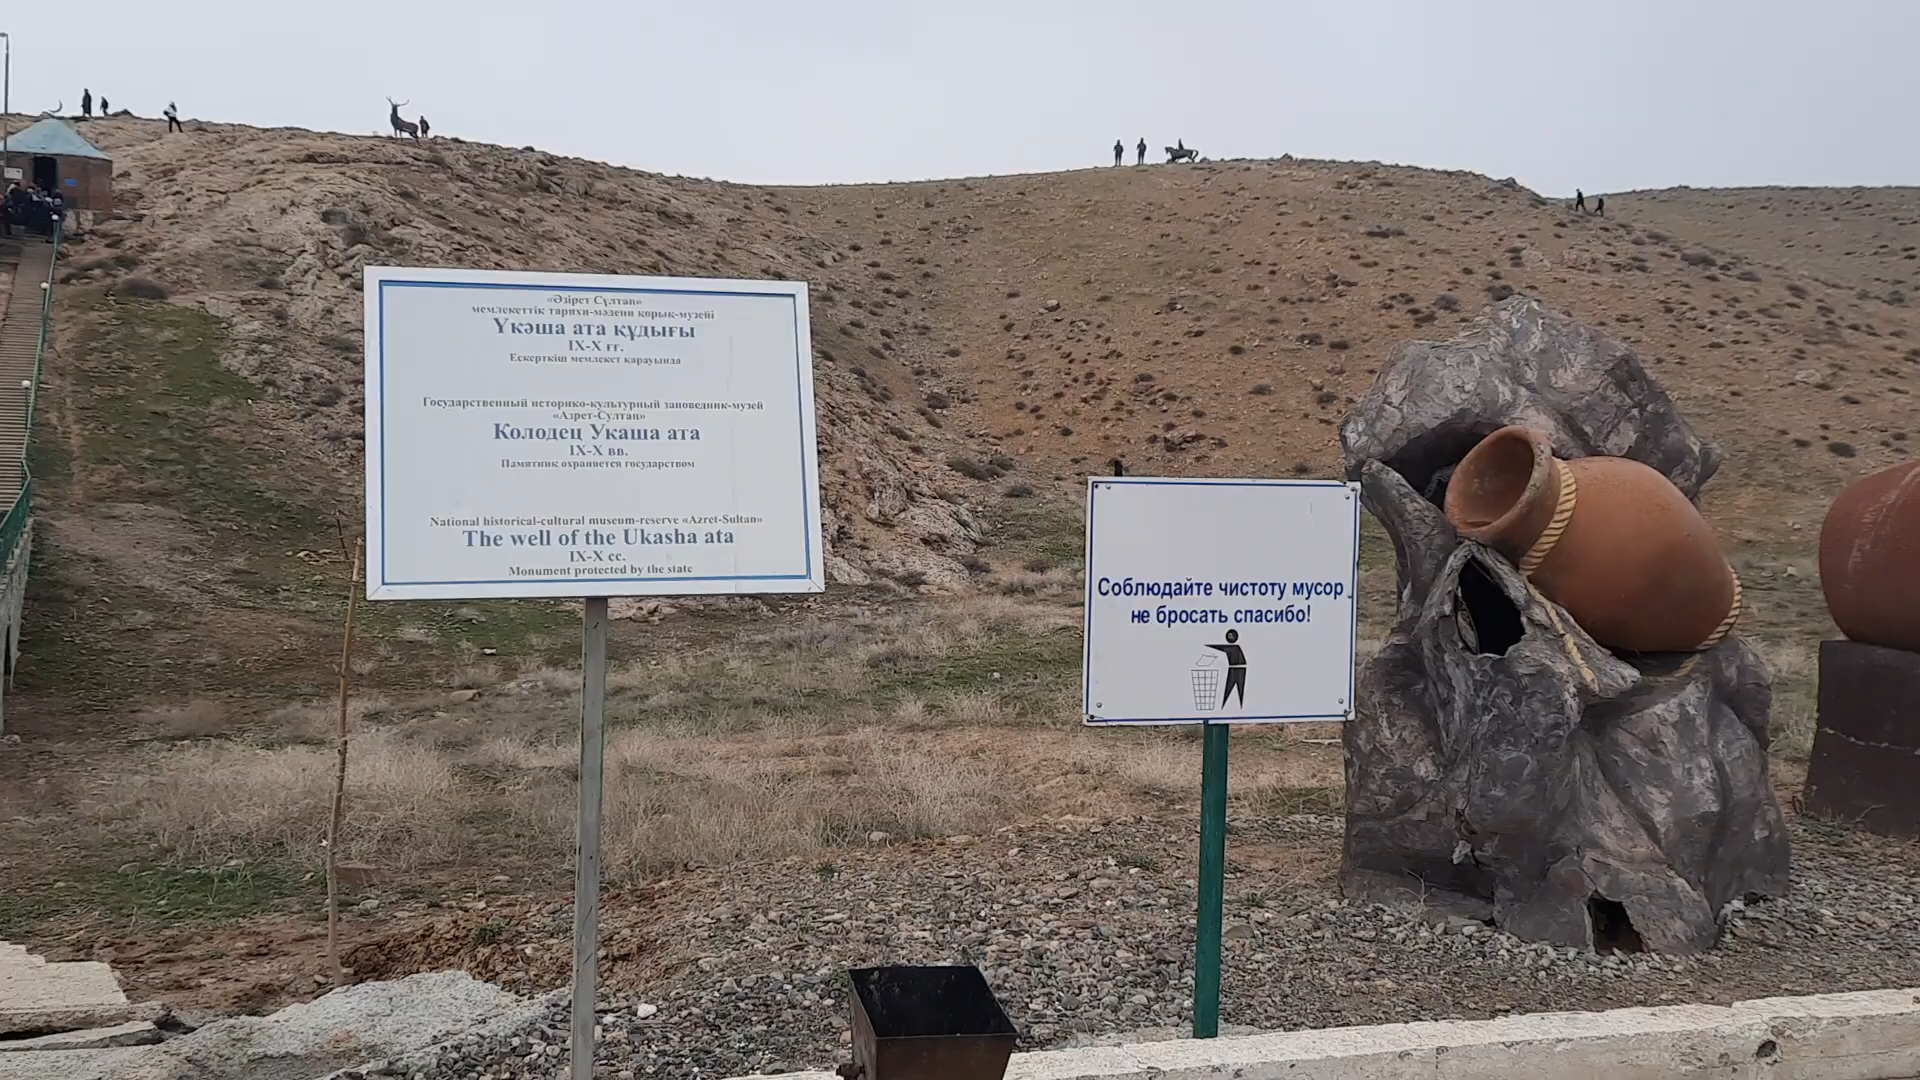 «Әзірет Сұлтан»
мемлекеттік тарихи-мәдени қорық-музейі
Үкәша ата құдығы
IX-X ғғ.
Ескерткіш мемлекет қарауында
Государственный историко-культурный заповедник-музей
«Азрет-Султан»
Колодец Укаша ата
IX-X вв.
Памятник охраняется государством
National historical-cultural museum-reserve «Azret-Sultan»
The well of the Ukasha ata
IX-X cc.
Monument protected by the state
Соблюдайте чистоту мусор
не бросать спасибо!